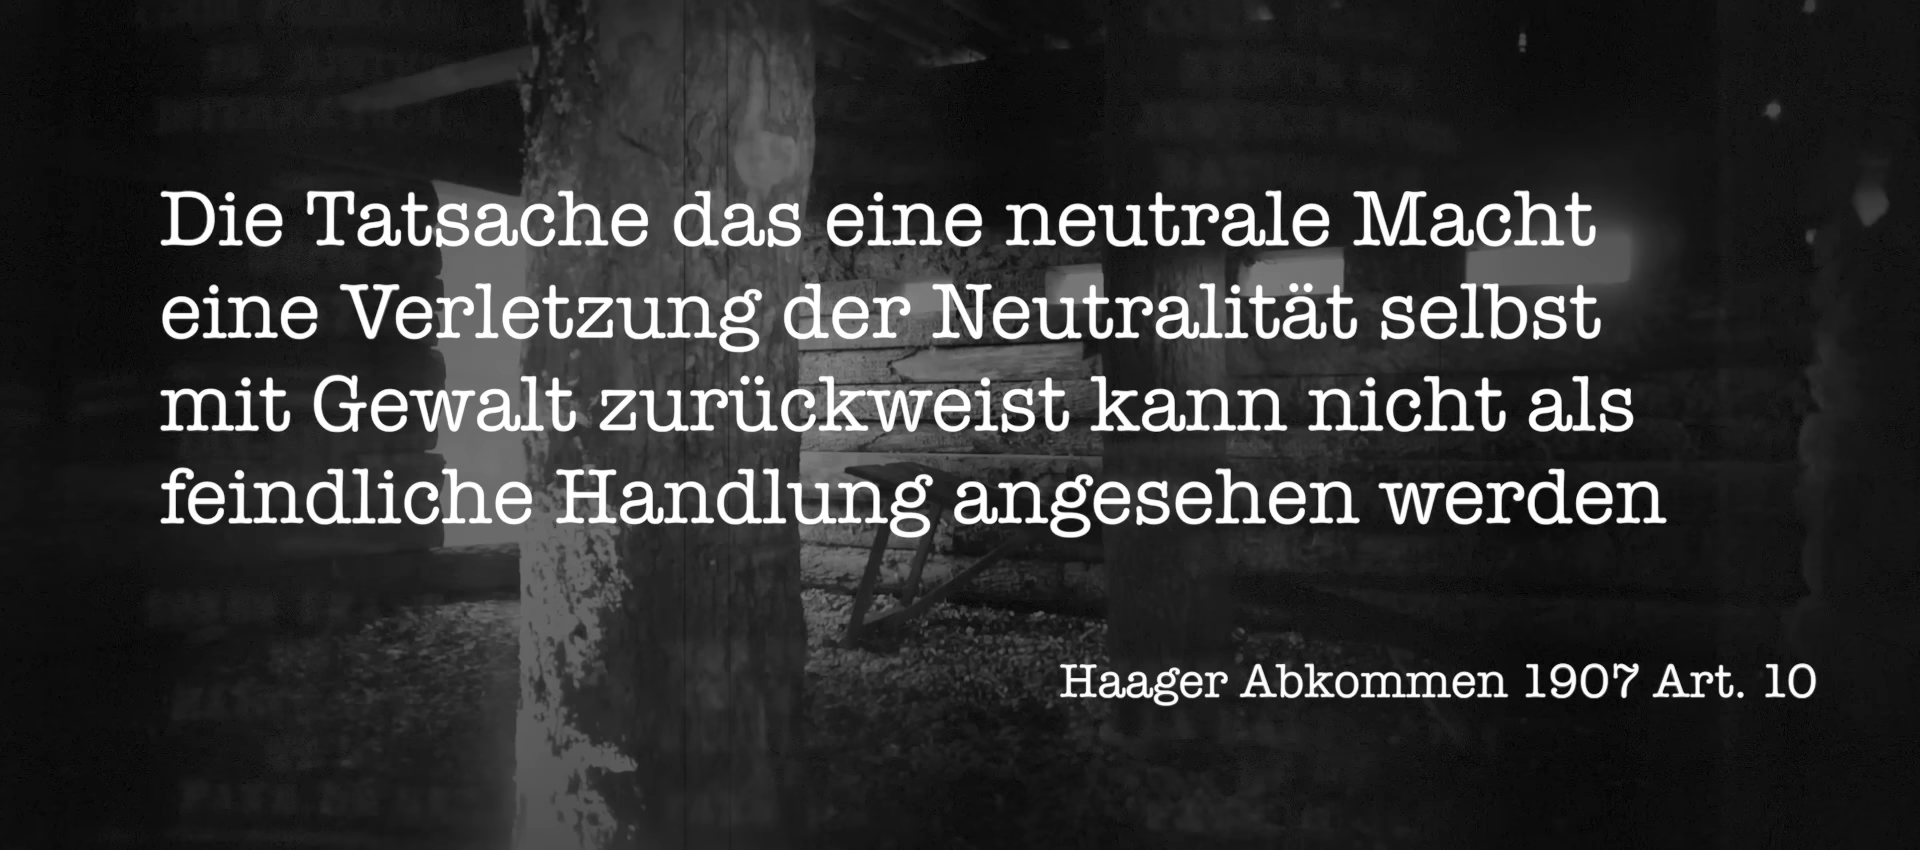 Die Tatsache das eine neutrale Macht
eine Verletzung der Neutralität selbst
mit Gewalt zurückweist kann nicht als
feindliche Handlung angesehen werden
Haager Abkommen 1907 Art. 10